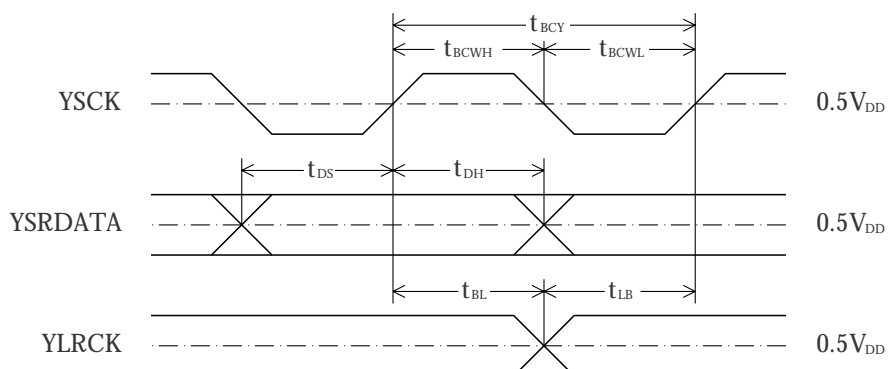 tBCY
tBCWH tBCWL
YSCK 0.5VDD
tDS tDH
YSRDATA 0.5VDD
tBL tLB
YLRCK 0.5VDD